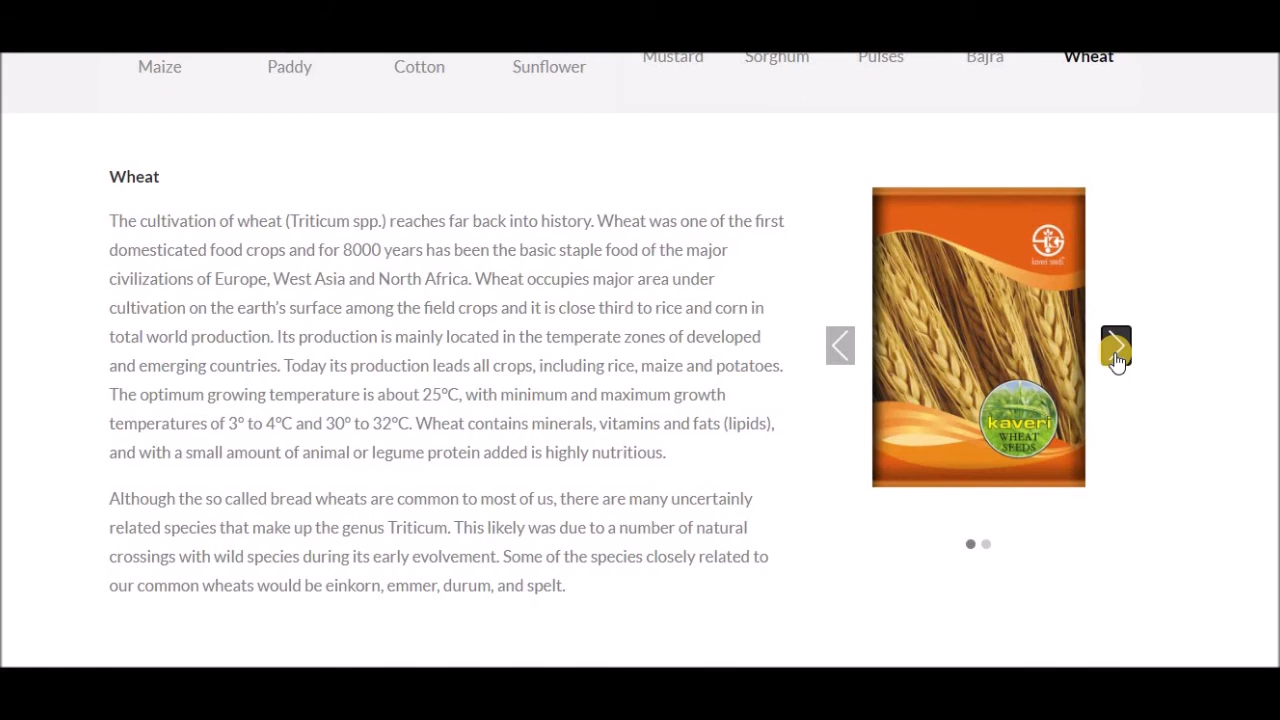 Maize Paddy Cotton Sunflower Mustard Sorghum Pulses Bajra Wheat
Wheat
The cultivation of wheat (Triticum spp.) reaches far back into history. Wheat was one of the first
domesticated food crops and for 8000 years has been the basic staple food of the major
civilizations of Europe, West Asia and North Africa. Wheat occupies major area under
cultivation on the earth's surface among the field crops and it is close third to rice and corn in
total world production. Its production is mainly located in the temperate zones of developed
and emerging countries. Today its production leads all crops, including rice, maize and potatoes.
The optimum growing temperature is about 25°C, with minimum and maximum growth
temperatures of 3° to 4°C and 30° to 32°C. Wheat contains minerals, vitamins and fats (lipids),
and with a small amount of animal or legume protein added is highly nutritious.
Although the so called bread wheats are common to most of us, there are many uncertainly
related species that make up the genus Triticum. This likely was due to a number of natural
crossings with wild species during its early evolvement. Some of the species closely related to
our common wheats would be einkorn, emmer, durum, and spelt.
kaveri seeds
kaveri
WHEAT
SEEDS